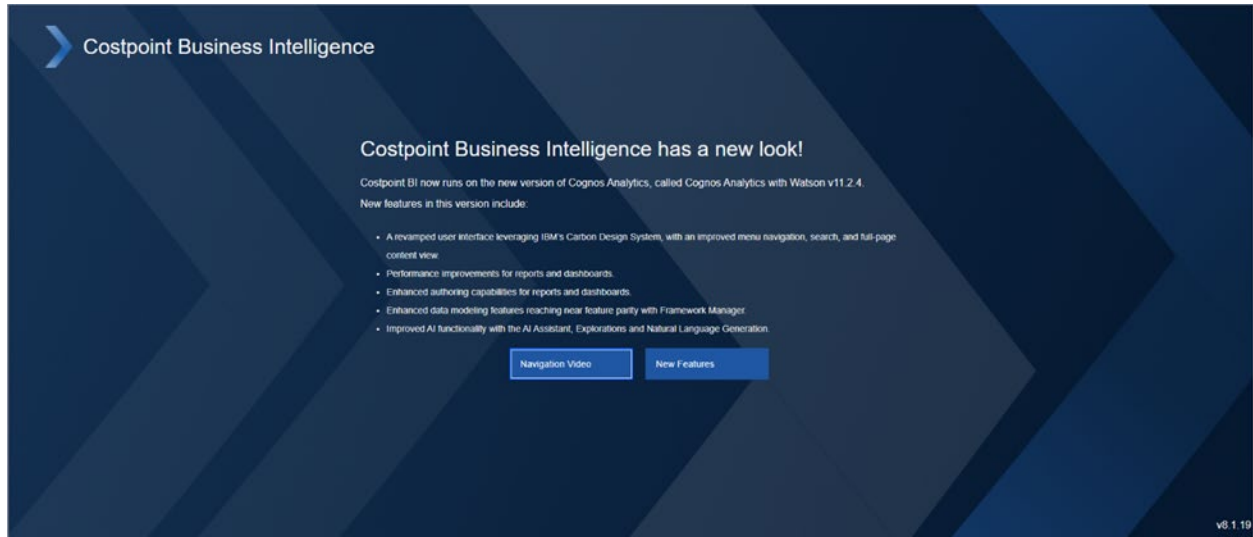 Costpoint Business Intelligence
Costpoint Business Intelligence has a new look!
Costpoint BI now runs on the new version of Cognos Analytics, called Cognos Analytics with Watson v11.2.4.
New features in this version include:
• A revamped user interface leveraging IBM's Carbon Design System, with an improved menu navigation, search, and full-page
content view.
• Performance improvements for reports and dashboards.
• Enhanced authoring capabilities for reports and dashboards.
• Enhanced data modeling features reaching near feature parity with Framework Manager.
• Improved AI functionality with the AI Assistant, Explorations and Natural Language Generation.
Navigation Video
New Features
v8.1.19